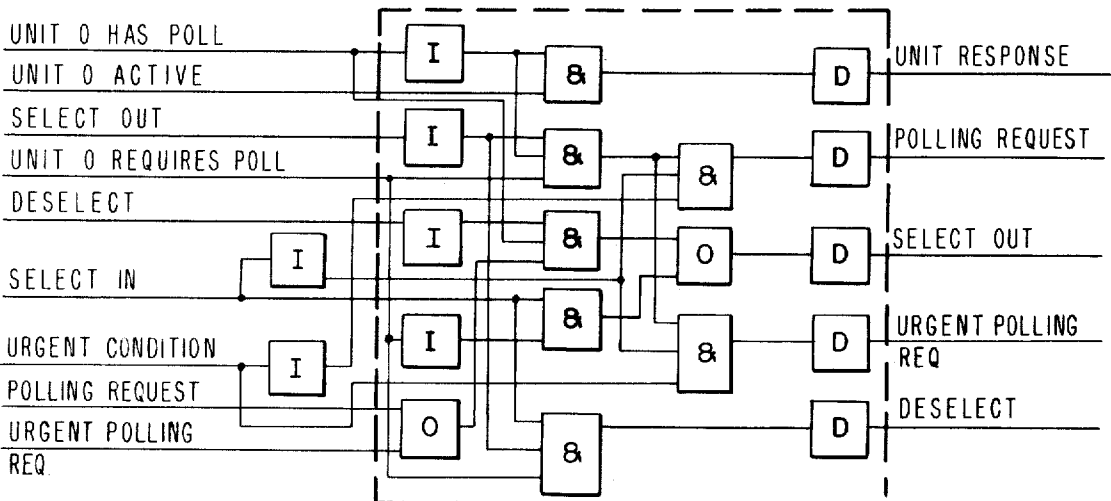 UNIT 0 HAS POLL
UNIT 0 ACTIVE
SELECT OUT
UNIT 0 REQUIRES POLL
DESELECT
SELECT IN
URGENT CONDITION
POLLING REQUEST
URGENT POLLING
REQ
I
I
I
I
I
I
O
&
&
&
&
&
&
O
&
D
D
D
D
D
UNIT RESPONSE
POLLING REQUEST
SELECT OUT
URGENT POLLING
REQ
DESELECT